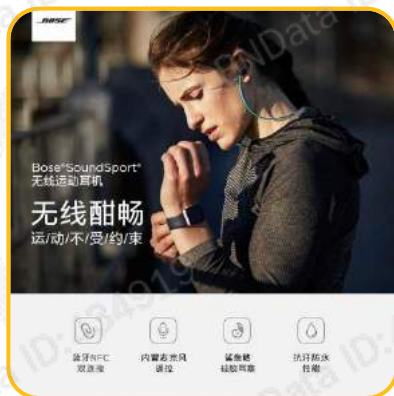 BOSE
Bose®SoundSport®
无线运动耳机
无线酣畅
运/动/不/受/约/束
蓝牙NFC
双连接
内置麦克风
调控
鲨鱼鳍
硅胶耳塞
抗汗防水
性能